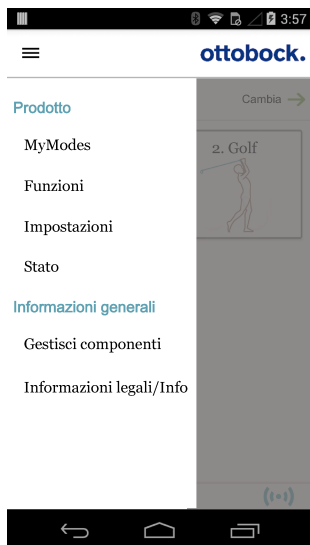 3:57
ottobock.
Prodotto
Cambia
MyModes
2. Golf
Funzioni
Impostazioni
Stato
Informazioni generali
Gestisci componenti
Informazioni legali/Info